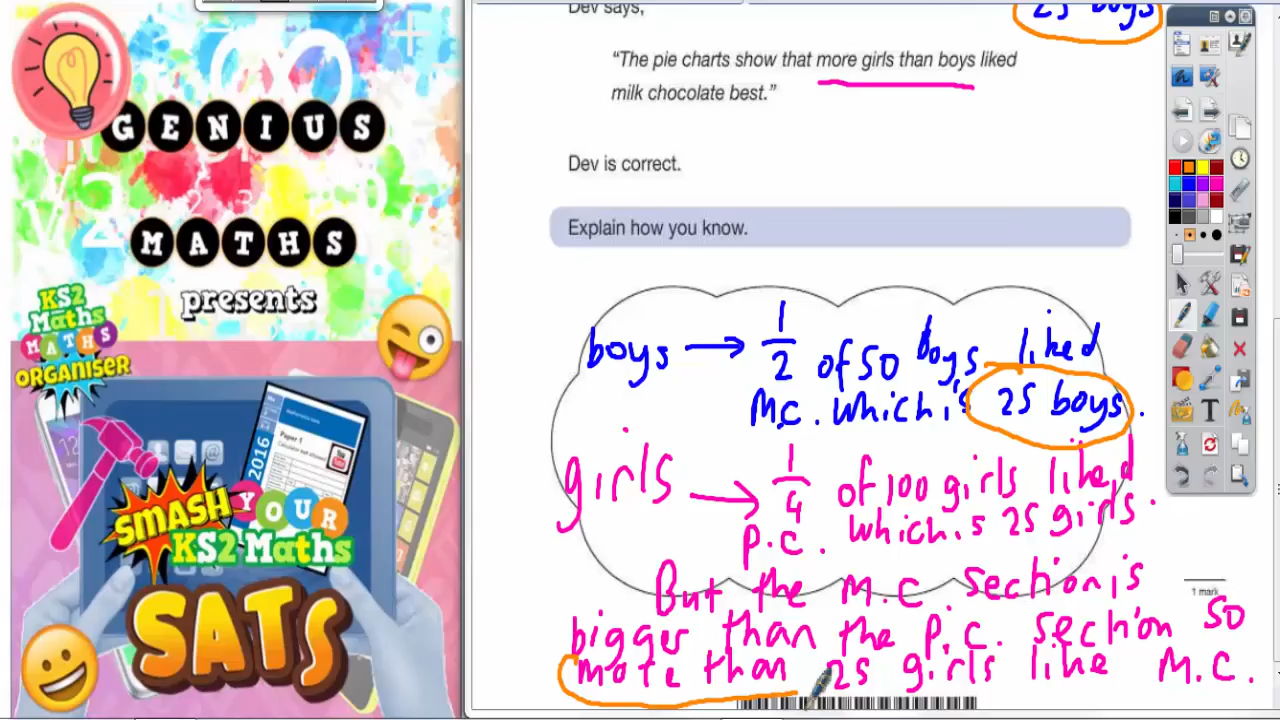 GENIUS
MATHS
presents
KS2
Maths
MATHS
ORGANISER
2016
Paper 1
SMASH YOUR
KS2 Maths
SATS
Dev says,
25 boys
"The pie charts show that more girls than boys liked
milk chocolate best."
Dev is correct.
Explain how you know.
boys → 1/2 of 50 boys liked
M.C. which is 25 boys.
girls → 1/4 of 100 girls liked
P.C. which is 25 girls.
But the M.C section is
1 mark
bigger than the P.C. section so
more than 25 girls like M.C.